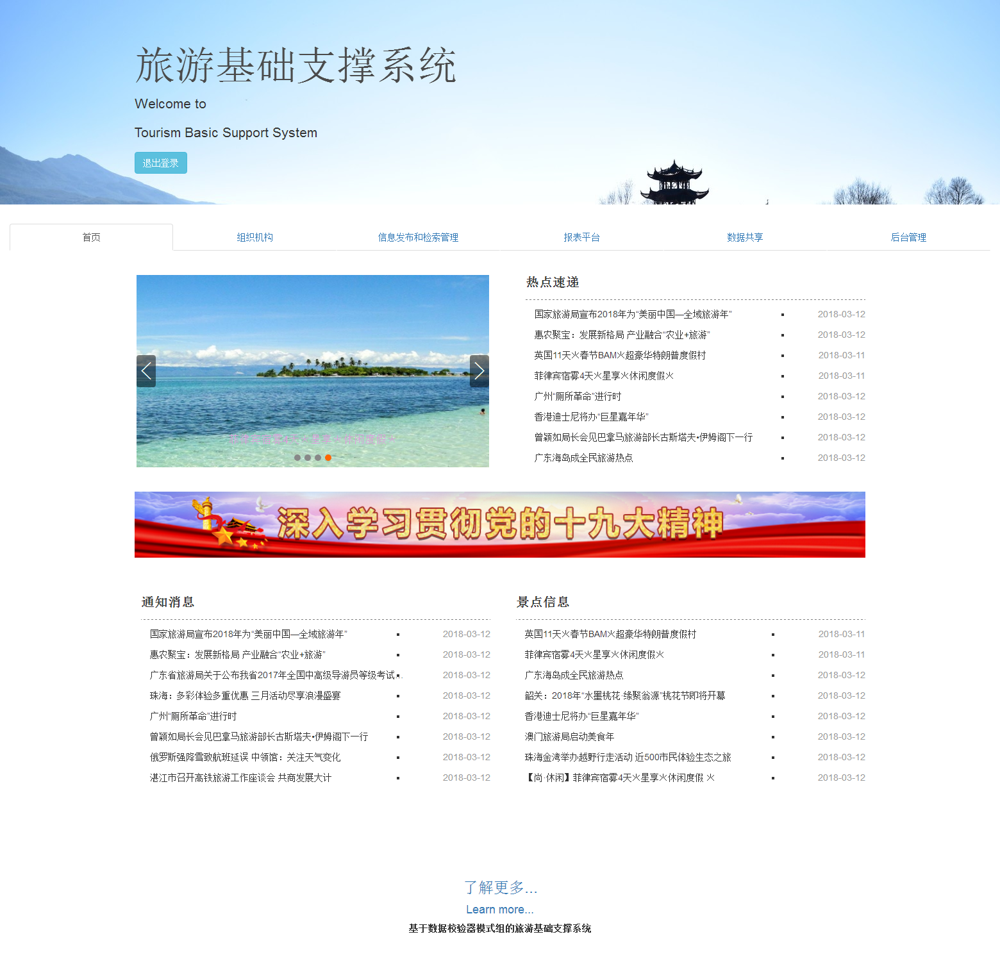 旅游基础支撑系统
Welcome to
Tourism Basic Support System
退出登录
首页 组织机构 信息发布和检索管理 报表平台 数据共享 后台管理
菲律宾宿雾4天火星享火休闲度假火
热点速递
国家旅游局宣布2018年为“美丽中国—全域旅游年” 2018-03-12
惠农聚宝：发展新格局 产业融合“农业+旅游” 2018-03-12
英国11天火春节BAM火超豪华特朗普度假村 2018-03-11
菲律宾宿雾4天火星享火休闲度假火 2018-03-11
广州“厕所革命”进行时 2018-03-12
香港迪士尼将办“巨星嘉年华” 2018-03-12
曾颖如局长会见巴拿马旅游部长古斯塔夫•伊姆阁下一行 2018-03-12
广东海岛成全民旅游热点 2018-03-12
深入学习贯彻党的十九大精神
通知消息
国家旅游局宣布2018年为“美丽中国—全域旅游年” 2018-03-12
惠农聚宝：发展新格局 产业融合“农业+旅游” 2018-03-12
广东省旅游局关于公布我省2017年全国中高级导游员等级考试... 2018-03-12
珠海：多彩体验多重优惠 三月活动尽享浪漫盛宴 2018-03-12
广州“厕所革命”进行时 2018-03-12
曾颖如局长会见巴拿马旅游部长古斯塔夫•伊姆阁下一行 2018-03-12
俄罗斯强降雪致航班延误 中领馆：关注天气变化 2018-03-12
湛江市召开高铁旅游工作座谈会 共商发展大计 2018-03-12
景点信息
英国11天火春节BAM火超豪华特朗普度假村 2018-03-11
菲律宾宿雾4天火星享火休闲度假火 2018-03-11
广东海岛成全民旅游热点 2018-03-12
韶关：2018年“水墨桃花·缘聚翁源”桃花节即将开幕 2018-03-12
香港迪士尼将办“巨星嘉年华” 2018-03-12
澳门旅游局启动美食年 2018-03-12
珠海金湾举办越野行走活动 近500市民体验生态之旅 2018-03-12
【尚·休闲】菲律宾宿雾4天火星享火休闲度假 火 2018-03-12
了解更多...
Learn more...
基于数据校验器模式组的旅游基础支撑系统